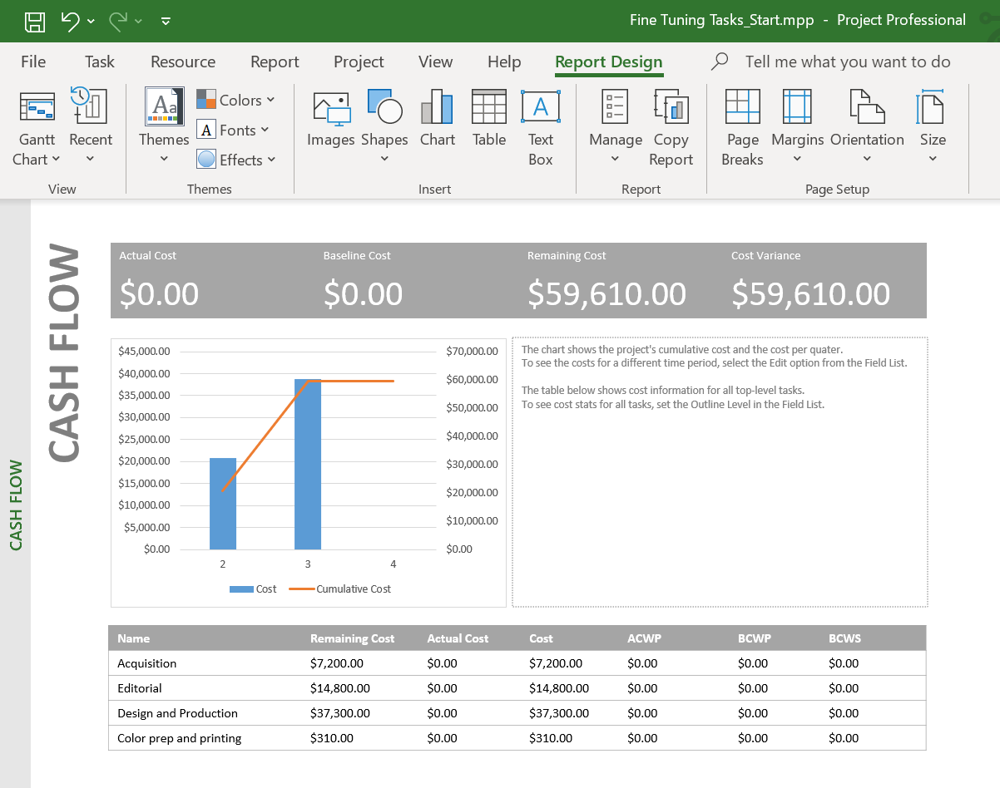 Fine Tuning Tasks_Start.mpp - Project Professional
File Task Resource Report Project View Help Report Design Tell me what you want to do
Gantt Chart
Recent
View
Aa
Themes
Colors
A Fonts
Effects
Themes
Images
Shapes
Chart
Table
A
Text Box
Insert
Manage
Copy Report
Report
Page Breaks
Margins
Orientation
Size
Page Setup
CASH FLOW
CASH FLOW
Actual Cost Baseline Cost Remaining Cost Cost Variance
$0.00 $0.00 $59,610.00 $59,610.00
$45,000.00
$40,000.00
$35,000.00
$30,000.00
$25,000.00
$20,000.00
$15,000.00
$10,000.00
$5,000.00
$0.00
$70,000.00
$60,000.00
$50,000.00
$40,000.00
$30,000.00
$20,000.00
$10,000.00
$0.00
2 3 4
Cost Cumulative Cost
The chart shows the project's cumulative cost and the cost per quater.
To see the costs for a different time period, select the Edit option from the Field List.
The table below shows cost information for all top-level tasks.
To see cost stats for all tasks, set the Outline Level in the Field List.
Name Remaining Cost Actual Cost Cost ACWP BCWP BCWS
Acquisition $7,200.00 $0.00 $7,200.00 $0.00 $0.00 $0.00
Editorial $14,800.00 $0.00 $14,800.00 $0.00 $0.00 $0.00
Design and Production $37,300.00 $0.00 $37,300.00 $0.00 $0.00 $0.00
Color prep and printing $310.00 $0.00 $310.00 $0.00 $0.00 $0.00